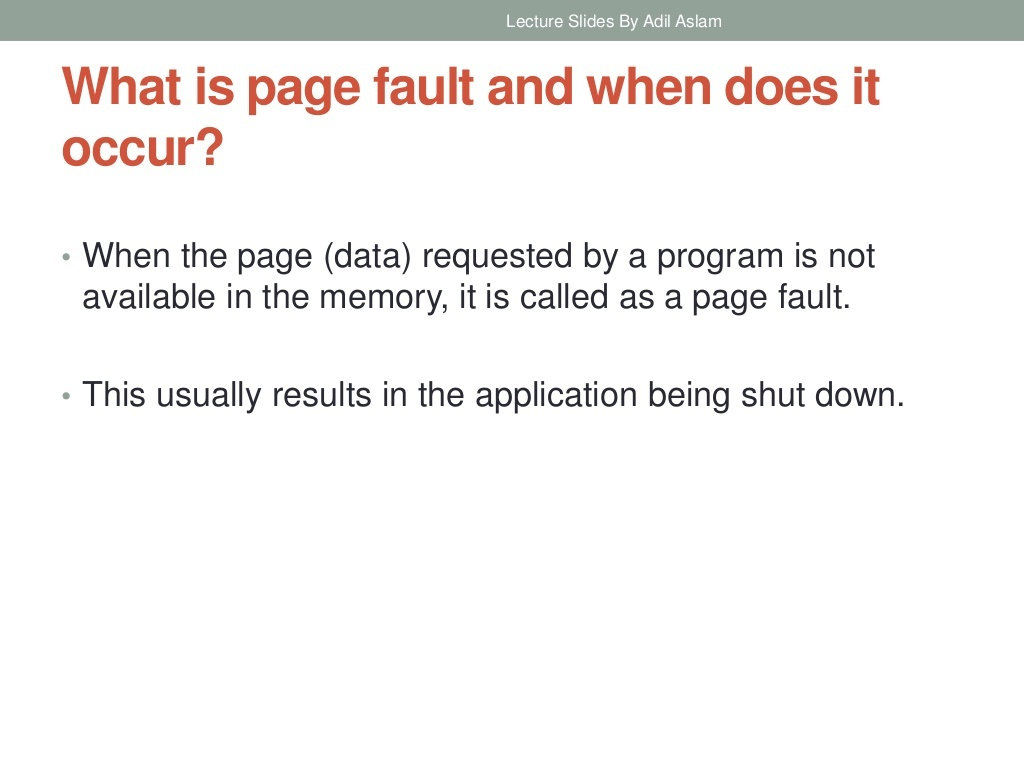 Lecture Slides By Adil Aslam
What is page fault and when does it
occur?
• When the page (data) requested by a program is not
available in the memory, it is called as a page fault.
• This usually results in the application being shut down.